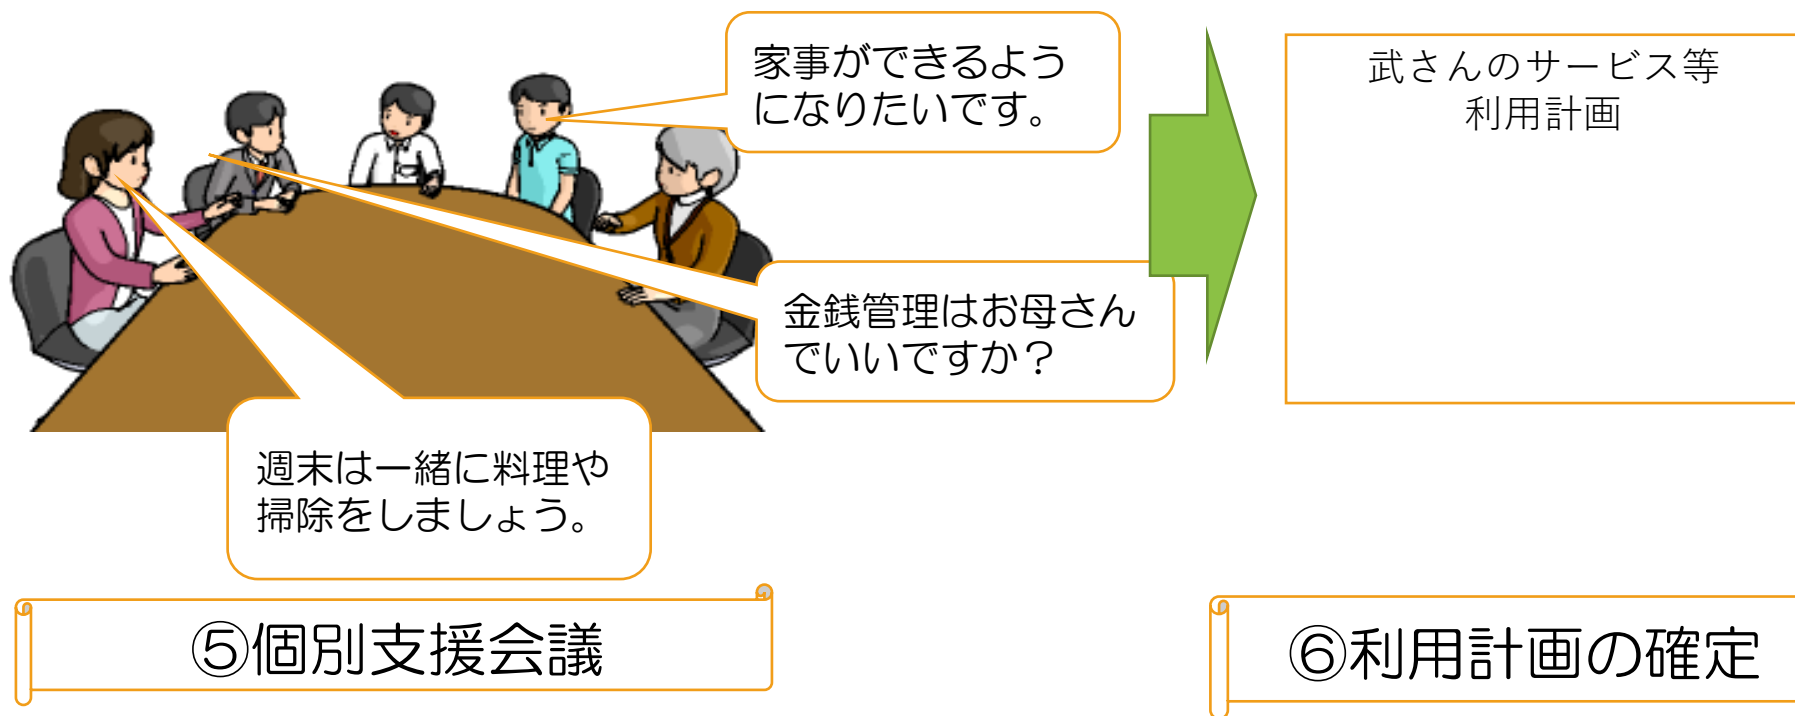 家事ができるよう
になりたいです。
金銭管理はお母さん
でいいですか？
週末は一緒に料理や
掃除をしましょう。
⑤個別支援会議
武さんのサービス等
利用計画
⑥利用計画の確定